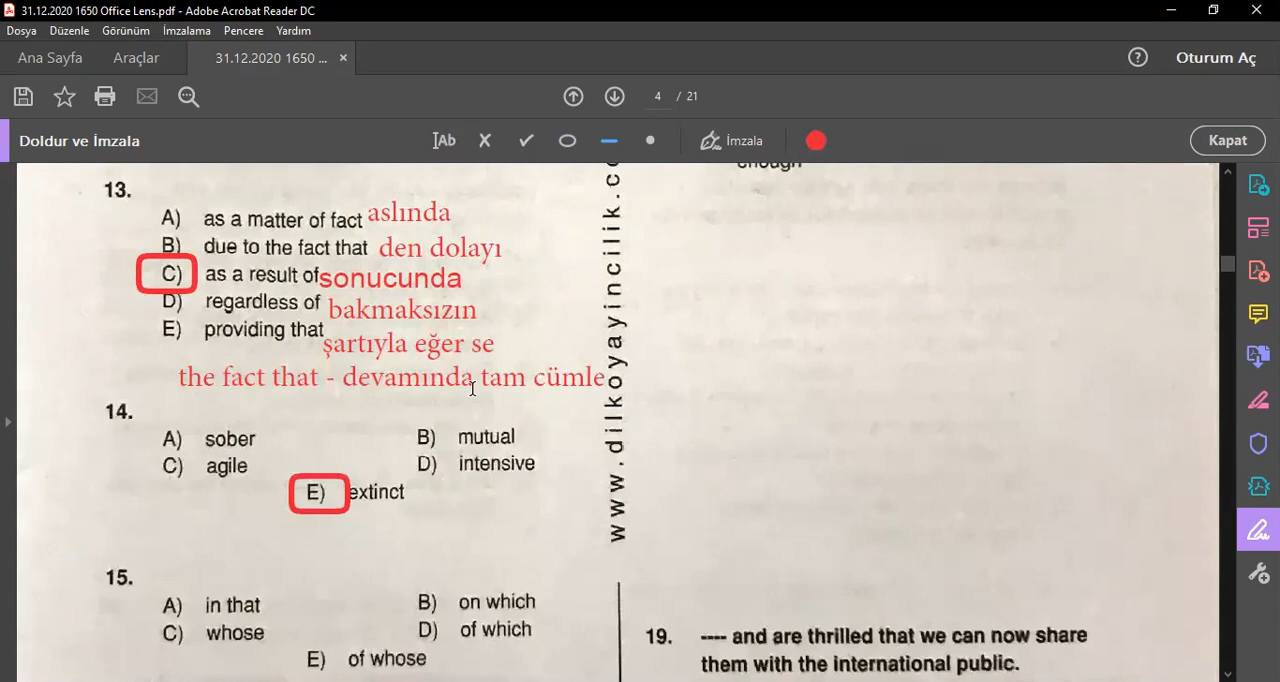 31.12.2020 1650 Office Lens.pdf - Adobe Acrobat Reader DC
Dosya Düzenle Görünüm İmzalama Pencere Yardım
Ana Sayfa Araçlar 31.12.2020 1650 ... × Oturum Aç
4 / 21
Doldur ve İmzala IAb İmzala Kapat
enough
13.
A) as a matter of fact aslında
B) due to the fact that den dolayı
C) as a result of sonucunda
D) regardless of bakmaksızın
E) providing that
şartıyla eğer se
the fact that - devamında tam cümle
14.
A) sober B) mutual
C) agile D) intensive
E) extinct
15.
A) in that B) on which
C) whose D) of which
E) of whose
www.dilkoyayincilik.co
19. ---- and are thrilled that we can now share
them with the international public.